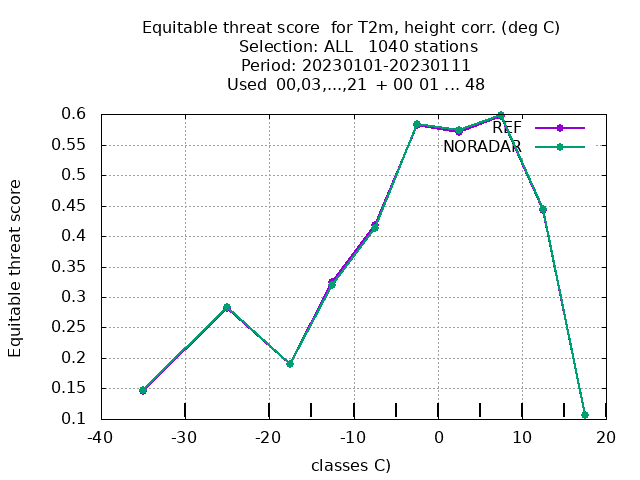 Equitable threat score  for T2m, height corr. (deg C)
Selection: ALL   1040 stations
Period: 20230101-20230111
Used  00,03,...,21  + 00 01 ... 48
REF
NORADAR
Equitable threat score
0.6
0.55
0.5
0.45
0.4
0.35
0.3
0.25
0.2
0.15
0.1
-40 -30 -20 -10 0 10 20
classes C)